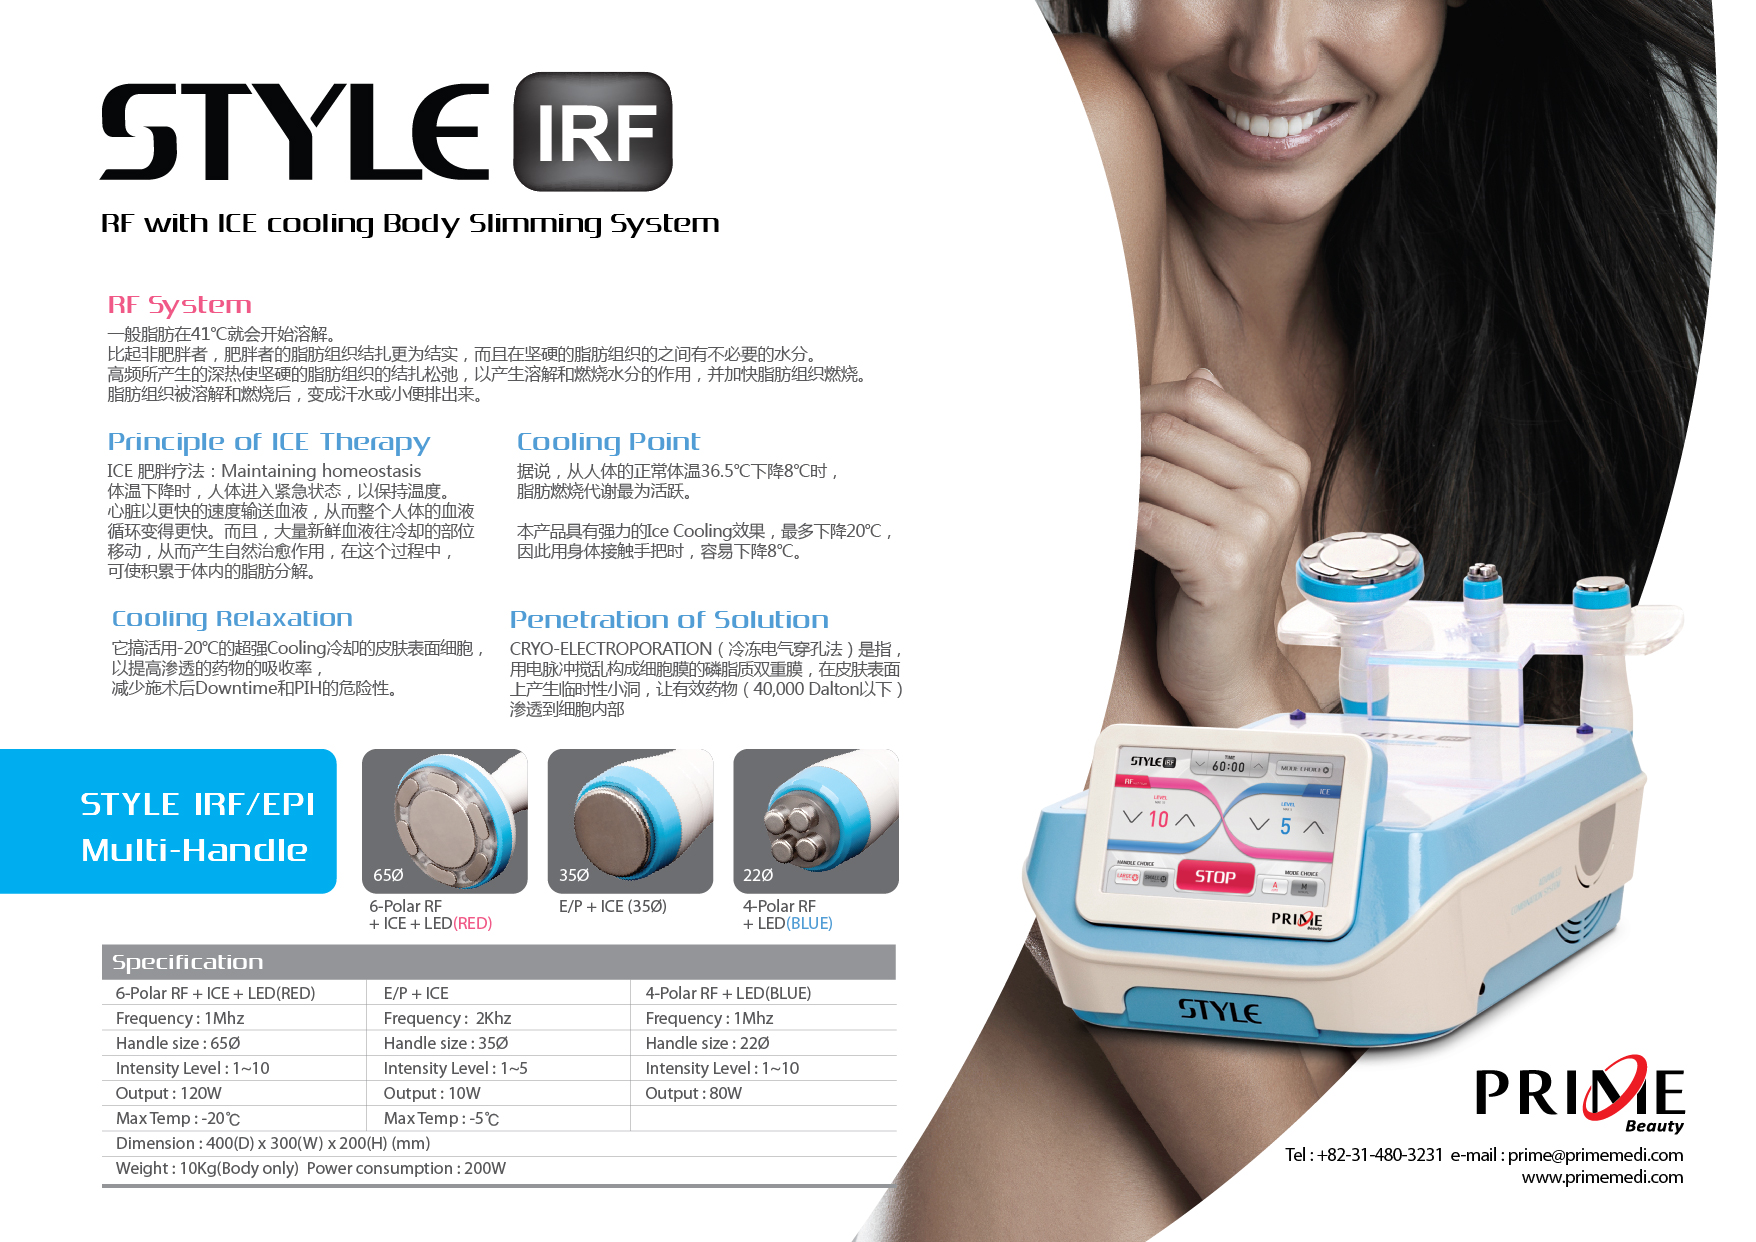 STYLE IRF
RF with ICE cooling Body Slimming System
RF System
一般脂肪在41℃就会开始溶解。
比起非肥胖者，肥胖者的脂肪组织结扎更为结实，而且在坚硬的脂肪组织的之间有不必要的水分。
高频所产生的深热使坚硬的脂肪组织的结扎松弛，以产生溶解和燃烧水分的作用，并加快脂肪组织燃烧。
脂肪组织被溶解和燃烧后，变成汗水或小便排出来。
Principle of ICE Therapy
ICE 肥胖疗法：Maintaining homeostasis
体温下降时，人体进入紧急状态，以保持温度。
心脏以更快的速度输送血液，从而整个人体的血液
循环变得更快。而且，大量新鲜血液往冷却的部位
移动，从而产生自然治愈作用，在这个过程中，
可使积累于体内的脂肪分解。
Cooling Point
据说，从人体的正常体温36.5℃下降8℃时，
脂肪燃烧代谢最为活跃。
本产品具有强力的Ice Cooling效果，最多下降20℃，
因此用身体接触手把时，容易下降8℃。
Cooling Relaxation
它搞活用-20℃的超强Cooling冷却的皮肤表面细胞，
以提高渗透的药物的吸收率，
减少施术后Downtime和PIH的危险性。
Penetration of Solution
CRYO-ELECTROPORATION（冷冻电气穿孔法）是指，
用电脉冲搅乱构成细胞膜的磷脂质双重膜，在皮肤表面
上产生临时性小洞，让有效药物（40,000 Dalton以下）
渗透到细胞内部
STYLE IRF/EPI
Multi-Handle
65Ø
6-Polar RF
+ ICE + LED(RED)
35Ø
E/P + ICE (35Ø)
22Ø
4-Polar RF
+ LED(BLUE)
Specification
6-Polar RF + ICE + LED(RED) E/P + ICE 4-Polar RF + LED(BLUE)
Frequency : 1Mhz Frequency : 2Khz Frequency : 1Mhz
Handle size : 65Ø Handle size : 35Ø Handle size : 22Ø
Intensity Level : 1~10 Intensity Level : 1~5 Intensity Level : 1~10
Output : 120W Output : 10W Output : 80W
Max Temp : -20℃ Max Temp : -5℃
Dimension : 400(D) x 300(W) x 200(H) (mm)
Weight : 10Kg(Body only) Power consumption : 200W
STYLE IRF
STYLE IRF
TIME
60:00
MODE CHOICE
RF
ICE
LEVEL
10
LEVEL
5
HANDLE CHOICE
LARGE
STOP
MODE CHOICE
A
M
PRIME
Beauty
STYLE
PRIME
Beauty
Tel : +82-31-480-3231 e-mail : prime@primemedi.com
www.primemedi.com